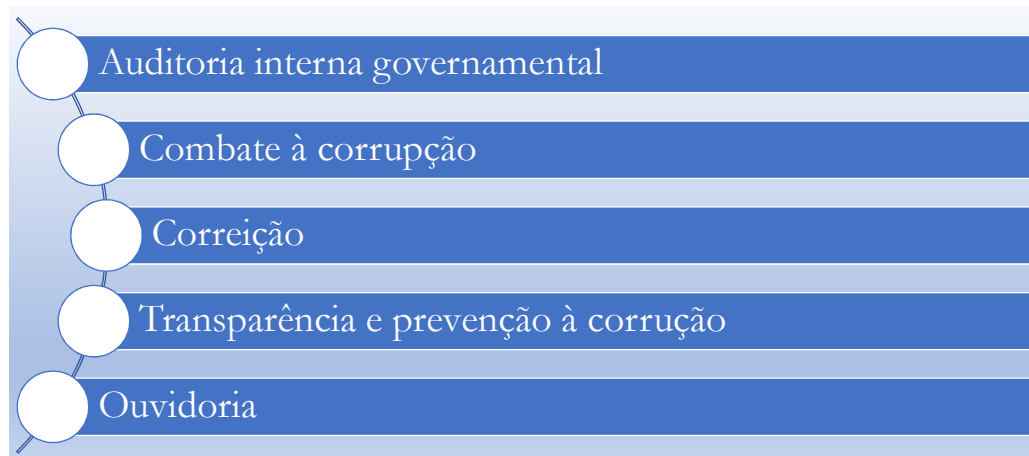 Auditoria interna governamental
Combate à corrupção
Correição
Transparência e prevenção à corrução
Ouvidoria